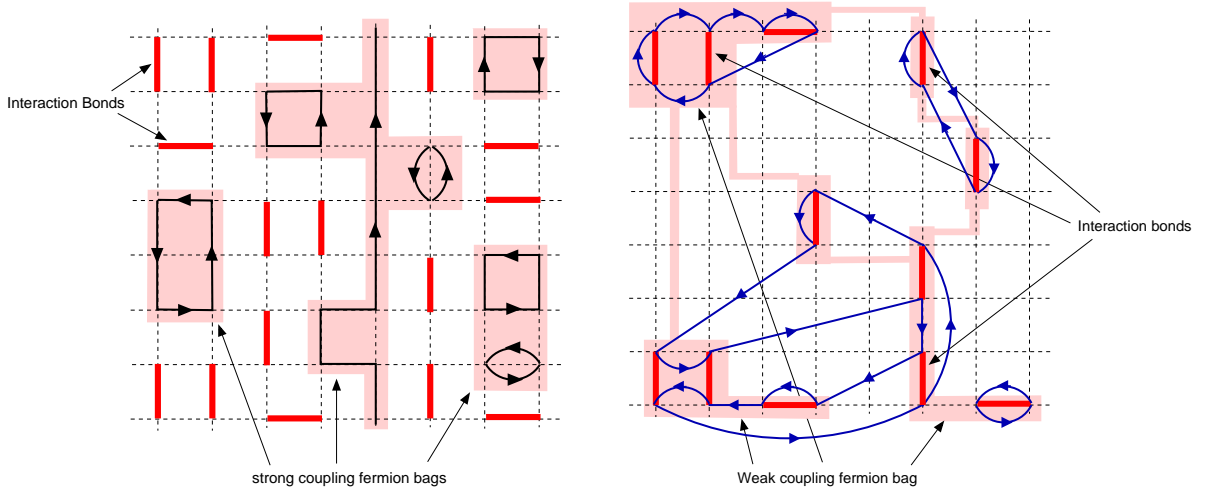 Interaction Bonds
strong coupling fermion bags
Interaction bonds
Weak coupling fermion bag